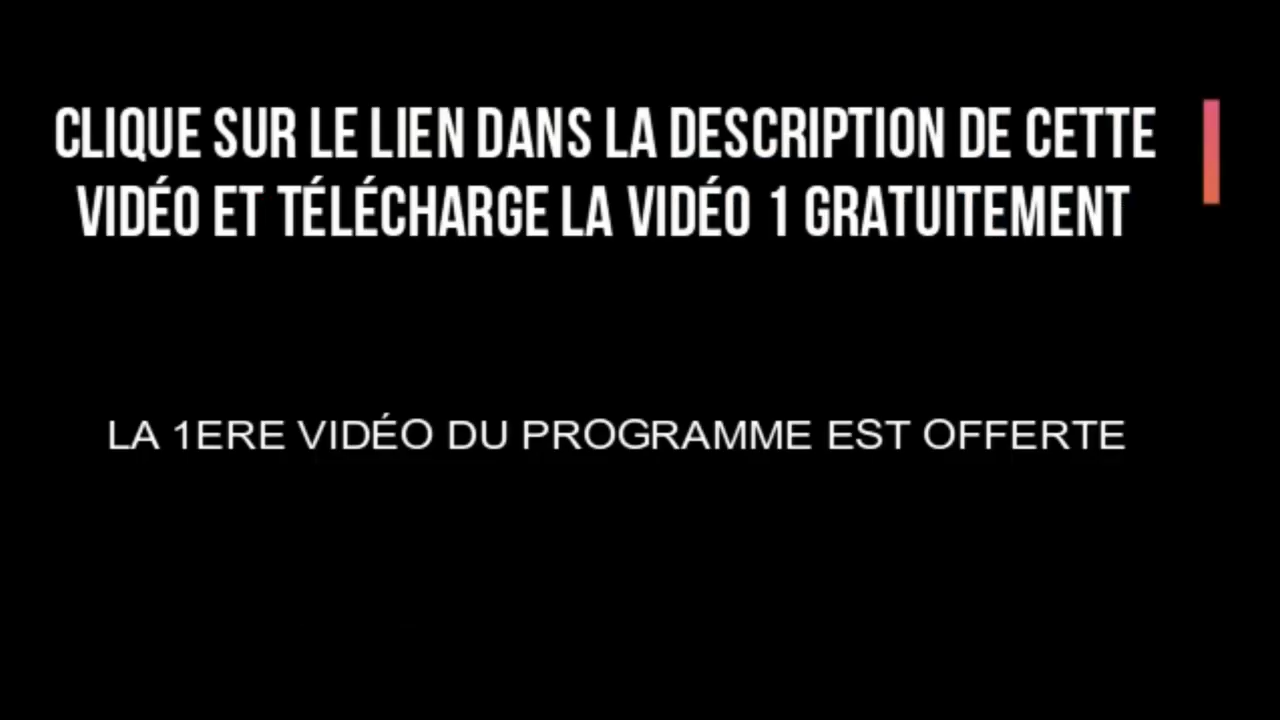 CLIQUE SUR LE LIEN DANS LA DESCRIPTION DE CETTE
VIDÉO ET TÉLÉCHARGE LA VIDÉO 1 GRATUITEMENT
LA 1ERE VIDÉO DU PROGRAMME EST OFFERTE